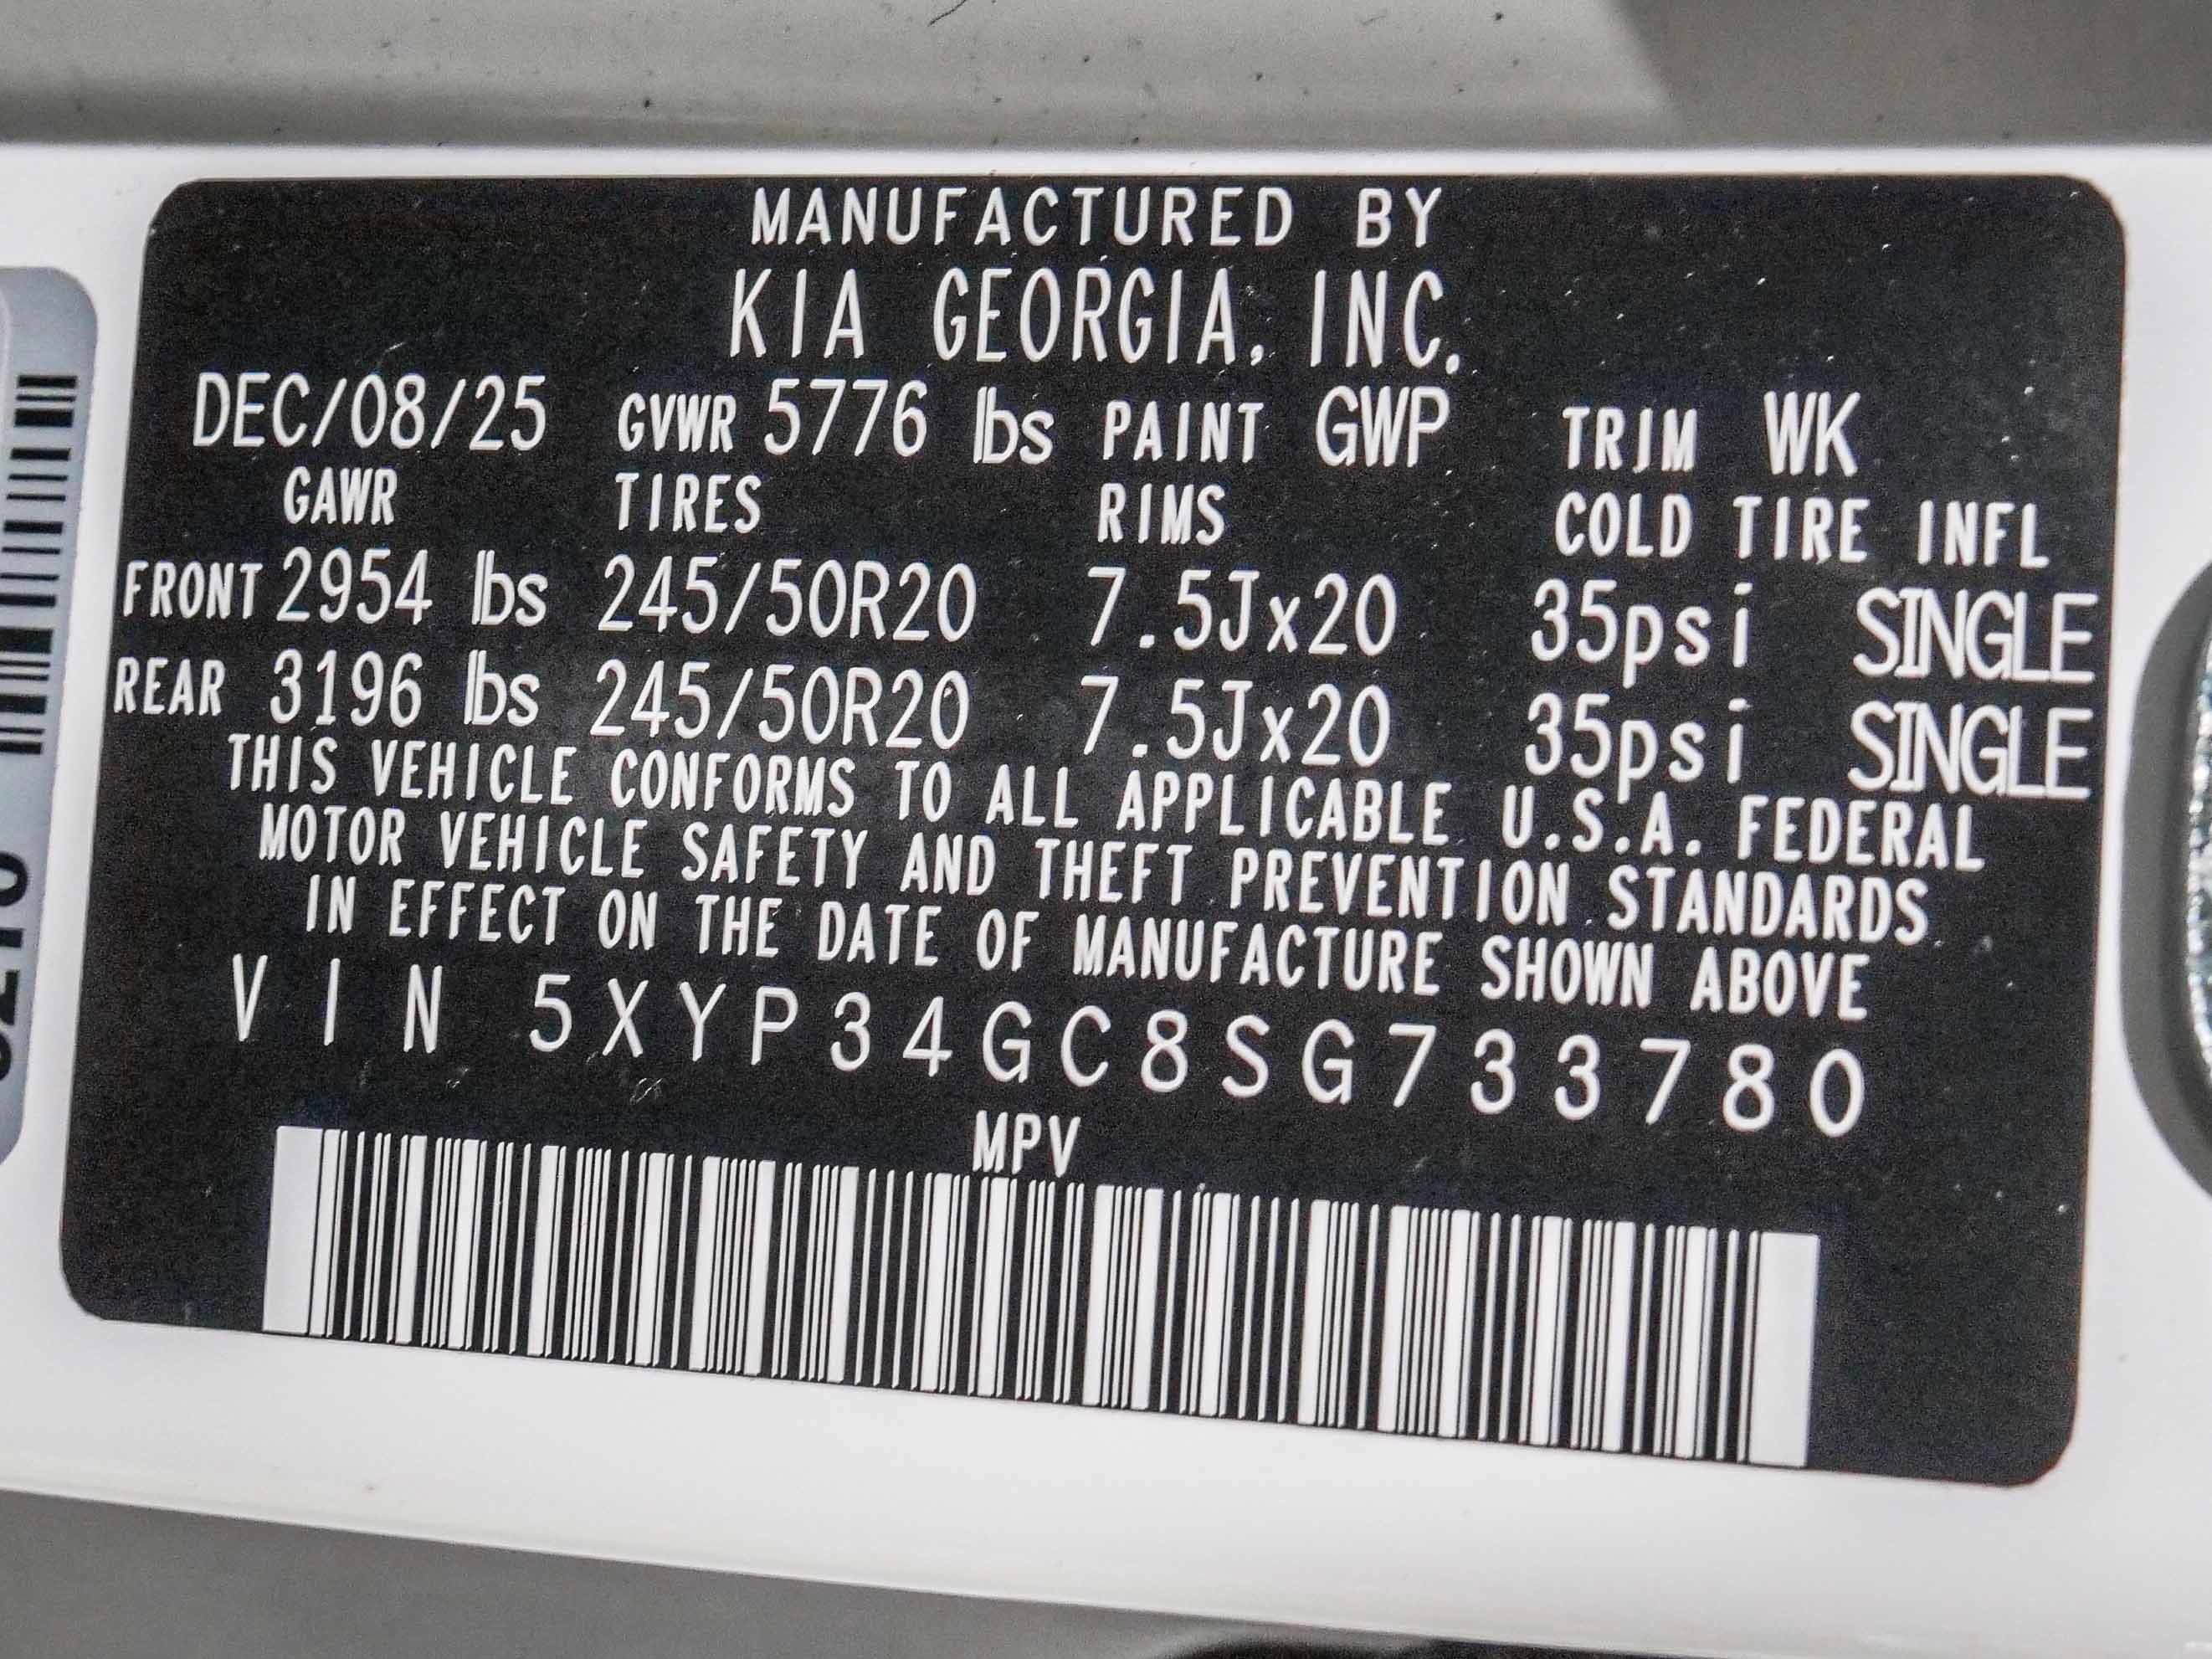 MANUFACTURED BY
KIA GEORGIA, INC.
DEC/08/25 GVWR 5776 lbs PAINT GWP TRIM WK
GAWR TIRES RIMS COLD TIRE INFL
FRONT 2954 lbs 245/50R20 7.5Jx20 35psi SINGLE
REAR 3196 lbs 245/50R20 7.5Jx20 35psi SINGLE
THIS VEHICLE CONFORMS TO ALL APPLICABLE U.S.A. FEDERAL
MOTOR VEHICLE SAFETY AND THEFT PREVENTION STANDARDS
IN EFFECT ON THE DATE OF MANUFACTURE SHOWN ABOVE
VIN 5XYP34GC8SG733780
MPV